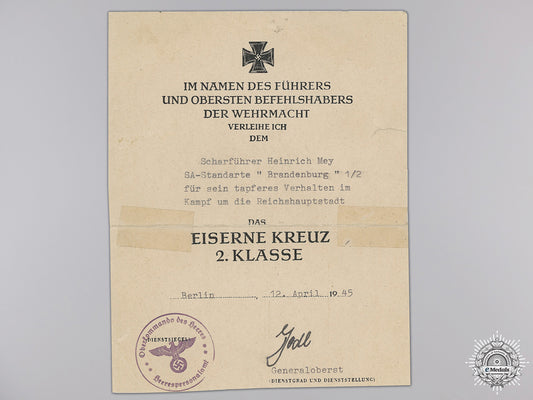 IM NAMEN DES FÜHRERS
UND OBERSTEN BEFEHLSHABERS
DER WEHRMACHT
VERLEIHE ICH
DEM
Scharführer Heinrich Mey
SA-Standarte " Brandenburg " 1/2
für sein tapferes Verhalten im
Kampf um die Reichshauptstadt
DAS
EISERNE KREUZ
2. KLASSE
Berlin , 12. April 1945
Oberkommando des Heeres
DIENSTSIEGEL
Heerespersonalamt
Jodl
Generaloberst
(DIENSTGRAD UND DIENSTSTELLUNG)
eMedals